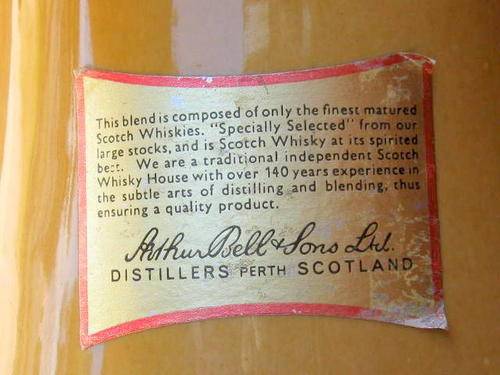 This blend is composed of only the finest matured
Scotch Whiskies. "Specially Selected" from our
large stocks, and is Scotch Whisky at its spirited
best. We are a traditional independent Scotch
Whisky House with over 140 years experience in
the subtle arts of distilling and blending, thus
ensuring a quality product.
Arthur Bell & Sons Ltd.
DISTILLERS PERTH SCOTLAND